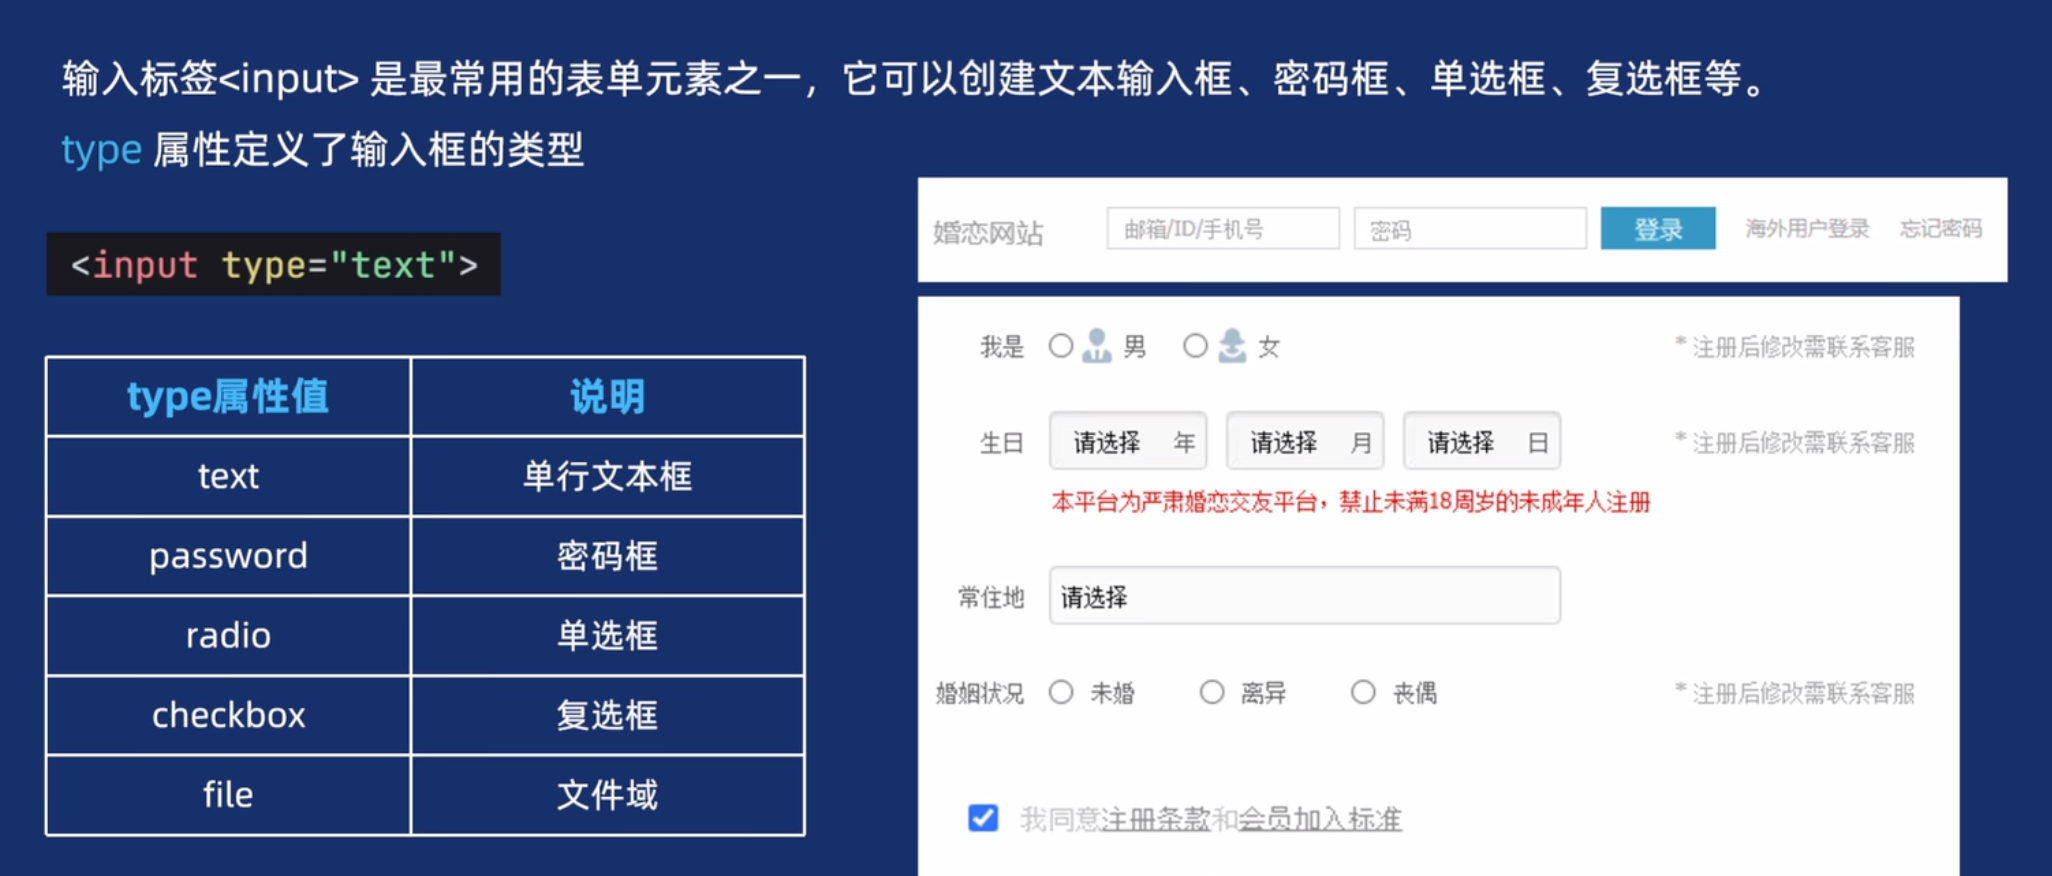 输入标签<input> 是最常用的表单元素之一，它可以创建文本输入框、密码框、单选框、复选框等。
type 属性定义了输入框的类型
<input type="text">
type属性值 说明
text 单行文本框
password 密码框
radio 单选框
checkbox 复选框
file 文件域
婚恋网站 邮箱/ID/手机号 密码 登录 海外用户登录 忘记密码
我是 男 女 * 注册后修改需联系客服
生日 请选择 年 请选择 月 请选择 日 * 注册后修改需联系客服
本平台为严肃婚恋交友平台，禁止未满18周岁的未成年人注册
常住地 请选择
婚姻状况 未婚 离异 丧偶 * 注册后修改需联系客服
我同意注册条款和会员加入标准